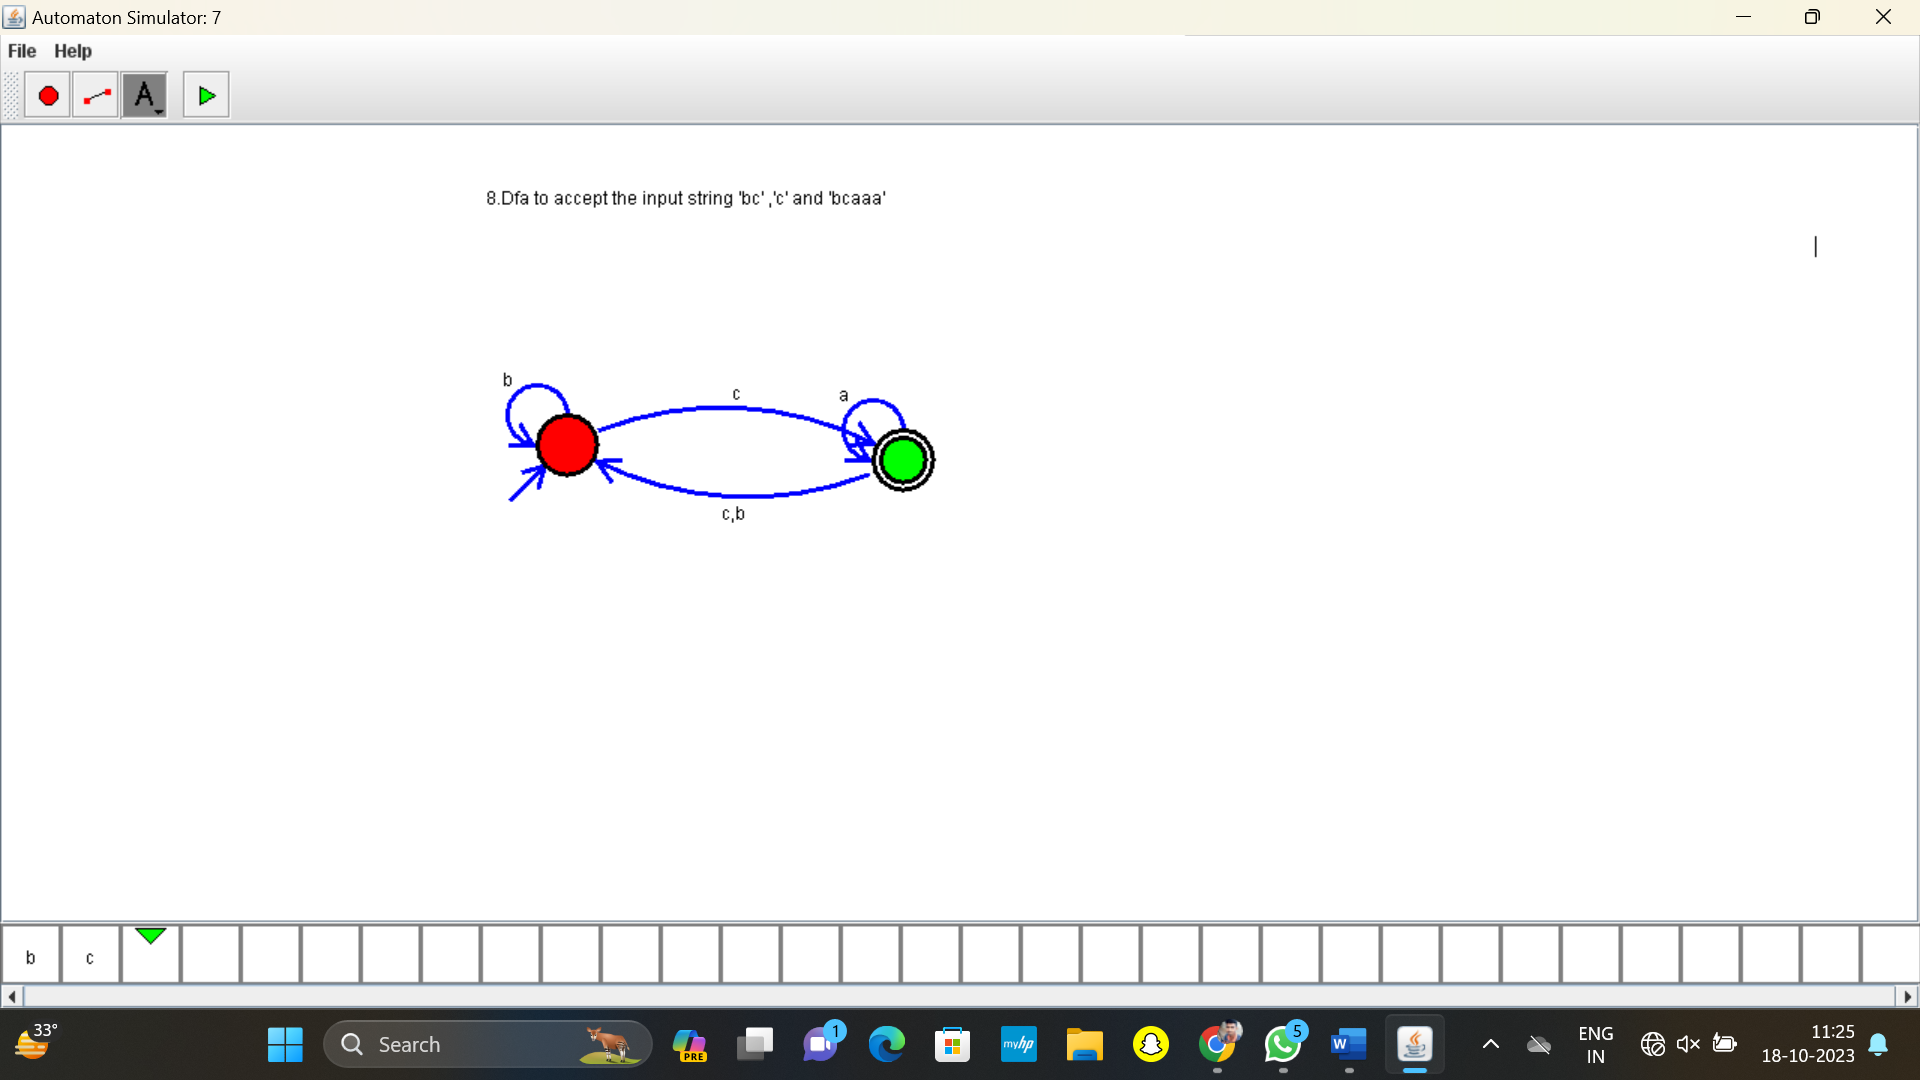 Automaton Simulator: 7
File Help
A
8.Dfa to accept the input string 'bc' ,'c' and 'bcaaa'
b
c
a
c,b
b c
33°
Search
PRE
1
myhp
5
W
ENG
IN
11:25
18-10-2023